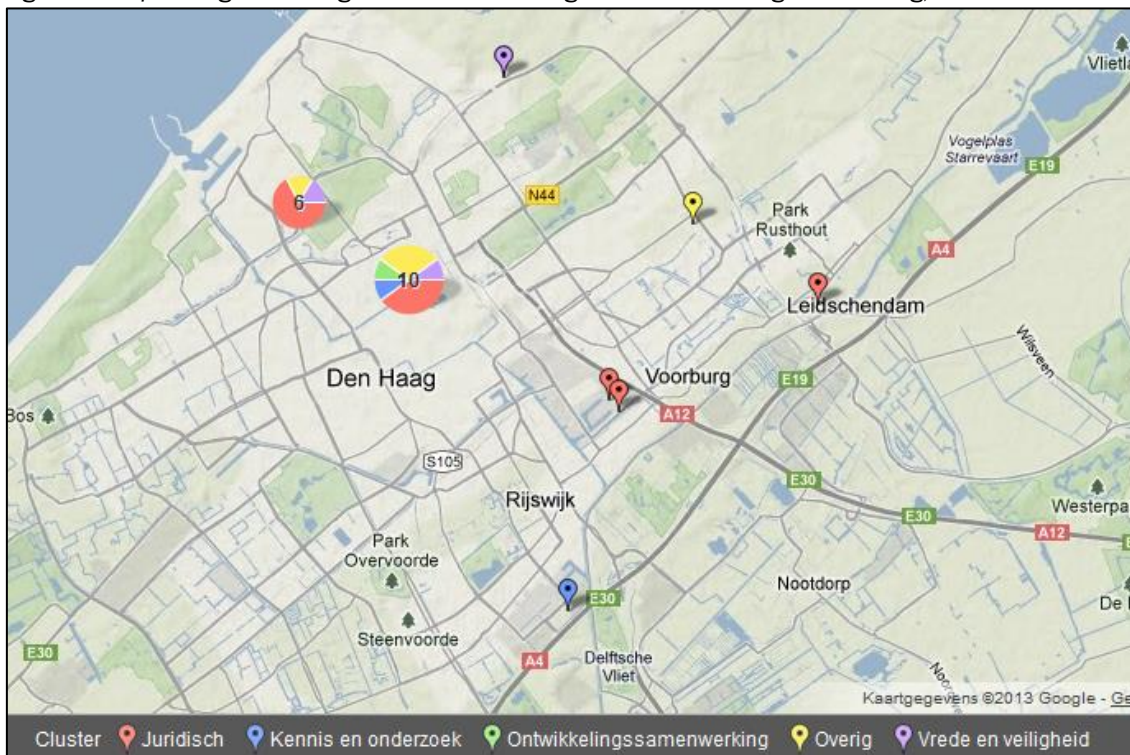 Vlietla
Vogelplas
Starrevaart
E19
N44
6
Park
Rusthout
A4
10
Leidschendam
Den Haag
Voorburg
E19
Bos
A12
S105
E30
Rijswijk
E30
Westerpa
Wilsveen
Park
Overvoorde
A12
Nootdorp
E30
De
Steenvoorde
E30
A4
Delftsche
Vliet
Kaartgegevens ©2013 Google - Ge
Cluster Juridisch Kennis en onderzoek Ontwikkelingssamenwerking Overig Vrede en veiligheid